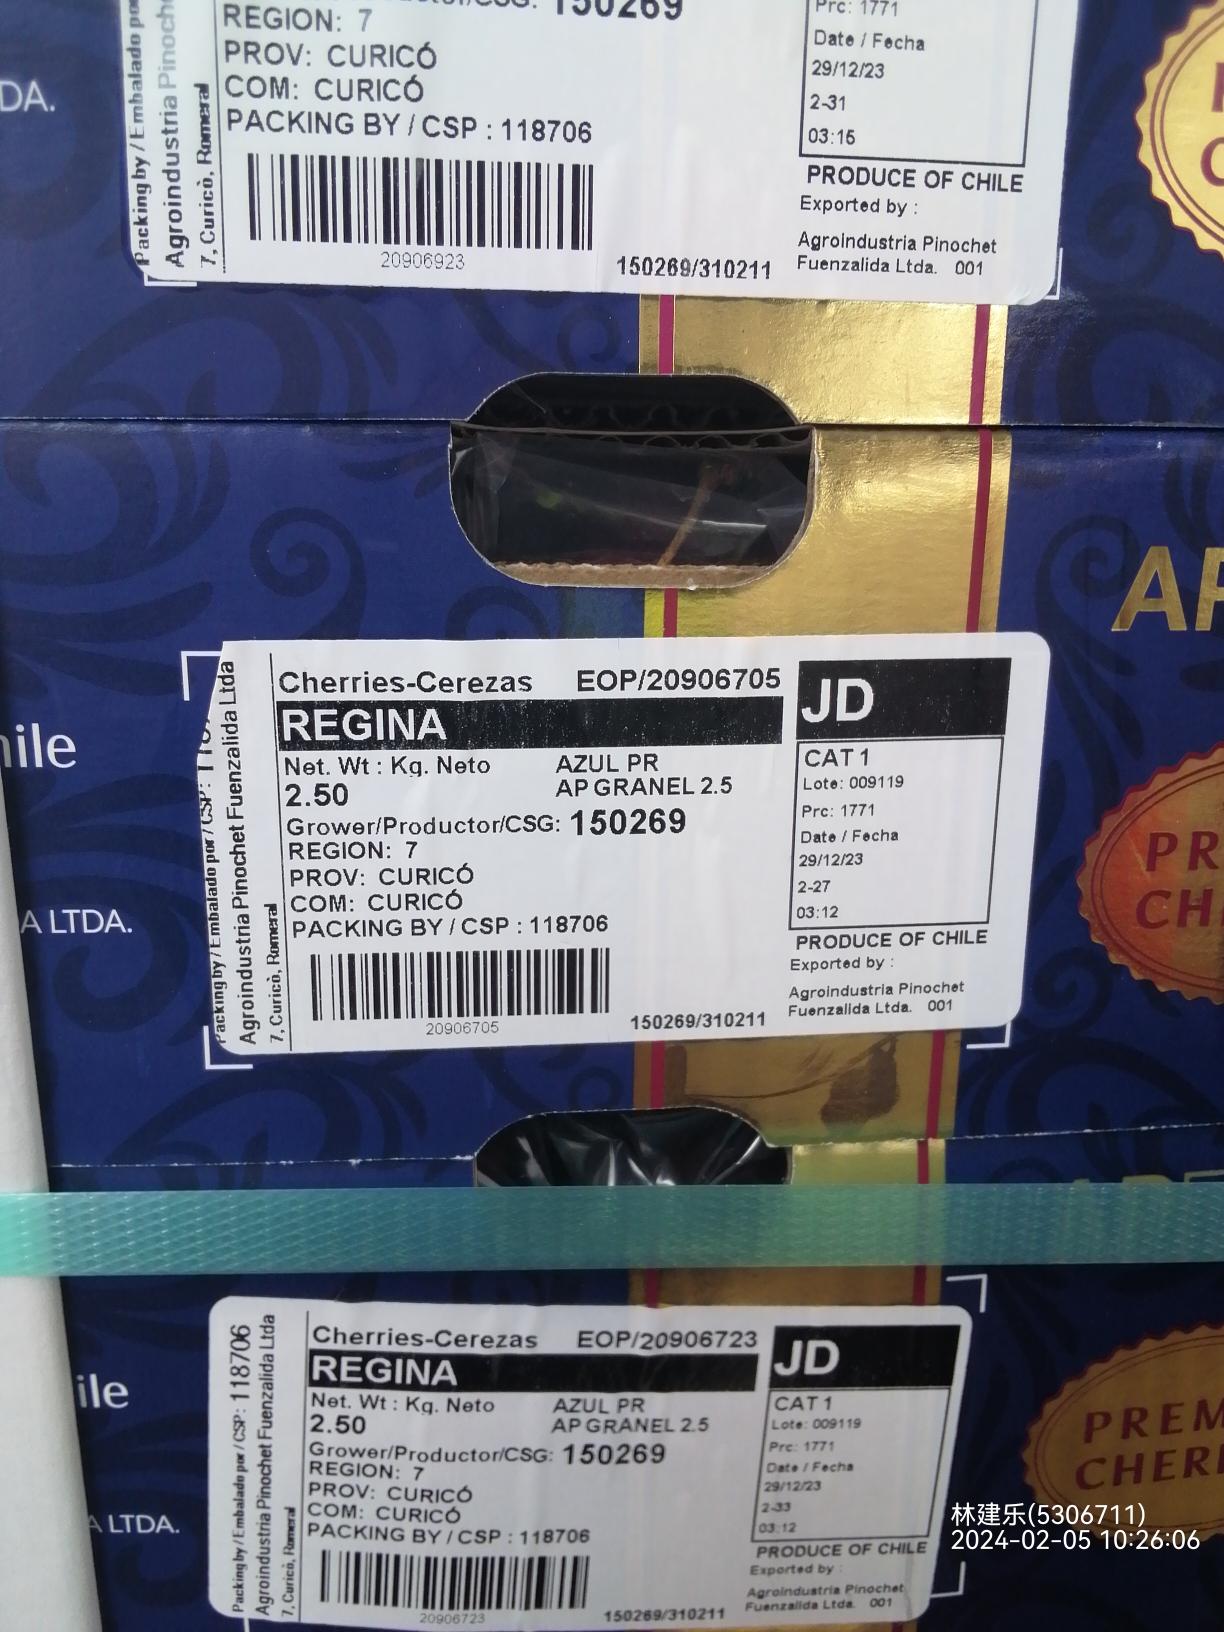 150269
REGION: 7
PROV: CURICÓ
COM: CURICÓ
PACKING BY / CSP : 118706
20906923
150269/310211
Packing by / Embalado por
Agroindustria Pinochet
7, Curicò, Romeral
Prc: 1771
Date / Fecha
29/12/23
2-31
03:15
PRODUCE OF CHILE
Exported by :
Agroindustria Pinochet
Fuenzalida Ltda. 001
DA.
hile
A LTDA.
Packing by / Embalado por / CSP:
Agroindustria Pinochet Fuenzalida Ltda
7, Curicò, Romeral
Cherries-Cerezas EOP/20906705
REGINA
Net. Wt : Kg. Neto AZUL PR
2.50 AP GRANEL 2.5
Grower/Productor/CSG: 150269
REGION: 7
PROV: CURICÓ
COM: CURICÓ
PACKING BY / CSP : 118706
20906705
150269/310211
JD
CAT 1
Lote: 009119
Prc: 1771
Date / Fecha
29/12/23
2-27
03:12
PRODUCE OF CHILE
Exported by :
Agroindustria Pinochet
Fuenzalida Ltda. 001
AP
PR
CH
ile
A LTDA.
Packing by / Embalado por / CSP: 118706
Agroindustria Pinochet Fuenzalida Ltda
7, Curicò, Romeral
Cherries-Cerezas EOP/20906723
REGINA
Net. Wt : Kg. Neto AZUL PR
2.50 AP GRANEL 2.5
Grower/Productor/CSG: 150269
REGION: 7
PROV: CURICÓ
COM: CURICÓ
PACKING BY / CSP : 118706
20906723
150269/310211
JD
CAT 1
Lote: 009119
Prc: 1771
Date / Fecha
29/12/23
2-33
03:12
PRODUCE OF CHILE
Exported by :
Agroindustria Pinochet
Fuenzalida Ltda. 001
PREM
CHERI
林建乐(5306711)
2024-02-05 10:26:06